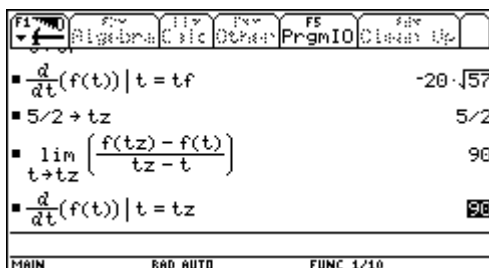 F1 Algebra Calc Other F5 PrgmIO Clean Up
d/dt(f(t))|t = tf -20·√57
5/2→tz 5/2
lim t→tz ((f(tz) - f(t))/(tz - t)) 90
d/dt(f(t))|t = tz 90
MAIN RAD AUTO FUNC 1/10